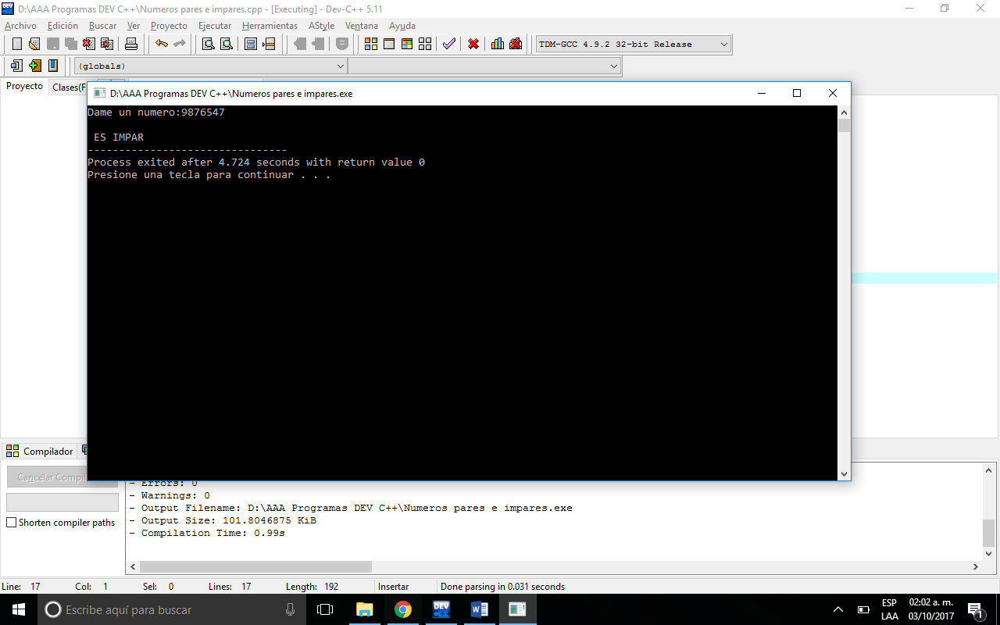 D:\AAA Programas DEV C++\Numeros pares e impares.cpp - [Executing] - Dev-C++ 5.11
Archivo Edición Buscar Ver Proyecto Ejecutar Herramientas AStyle Ventana Ayuda
TDM-GCC 4.9.2 32-bit Release
(globals)
Proyecto Clases(F
D:\AAA Programas DEV C++\Numeros pares e impares.exe
Dame un numero:9876547
ES IMPAR
--------------------------------
Process exited after 4.724 seconds with return value 0
Presione una tecla para continuar . . .
Compilador
Cancelar Compil
- Errors: 0
- Warnings: 0
- Output Filename: D:\AAA Programas DEV C++\Numeros pares e impares.exe
- Output Size: 101.8046875 KiB
- Compilation Time: 0.99s
Shorten compiler paths
Line: 17 Col: 1 Sel: 0 Lines: 17 Length: 192 Insertar Done parsing in 0.031 seconds
Escribe aquí para buscar
DEV
ESP
LAA
02:02 a. m.
03/10/2017
1